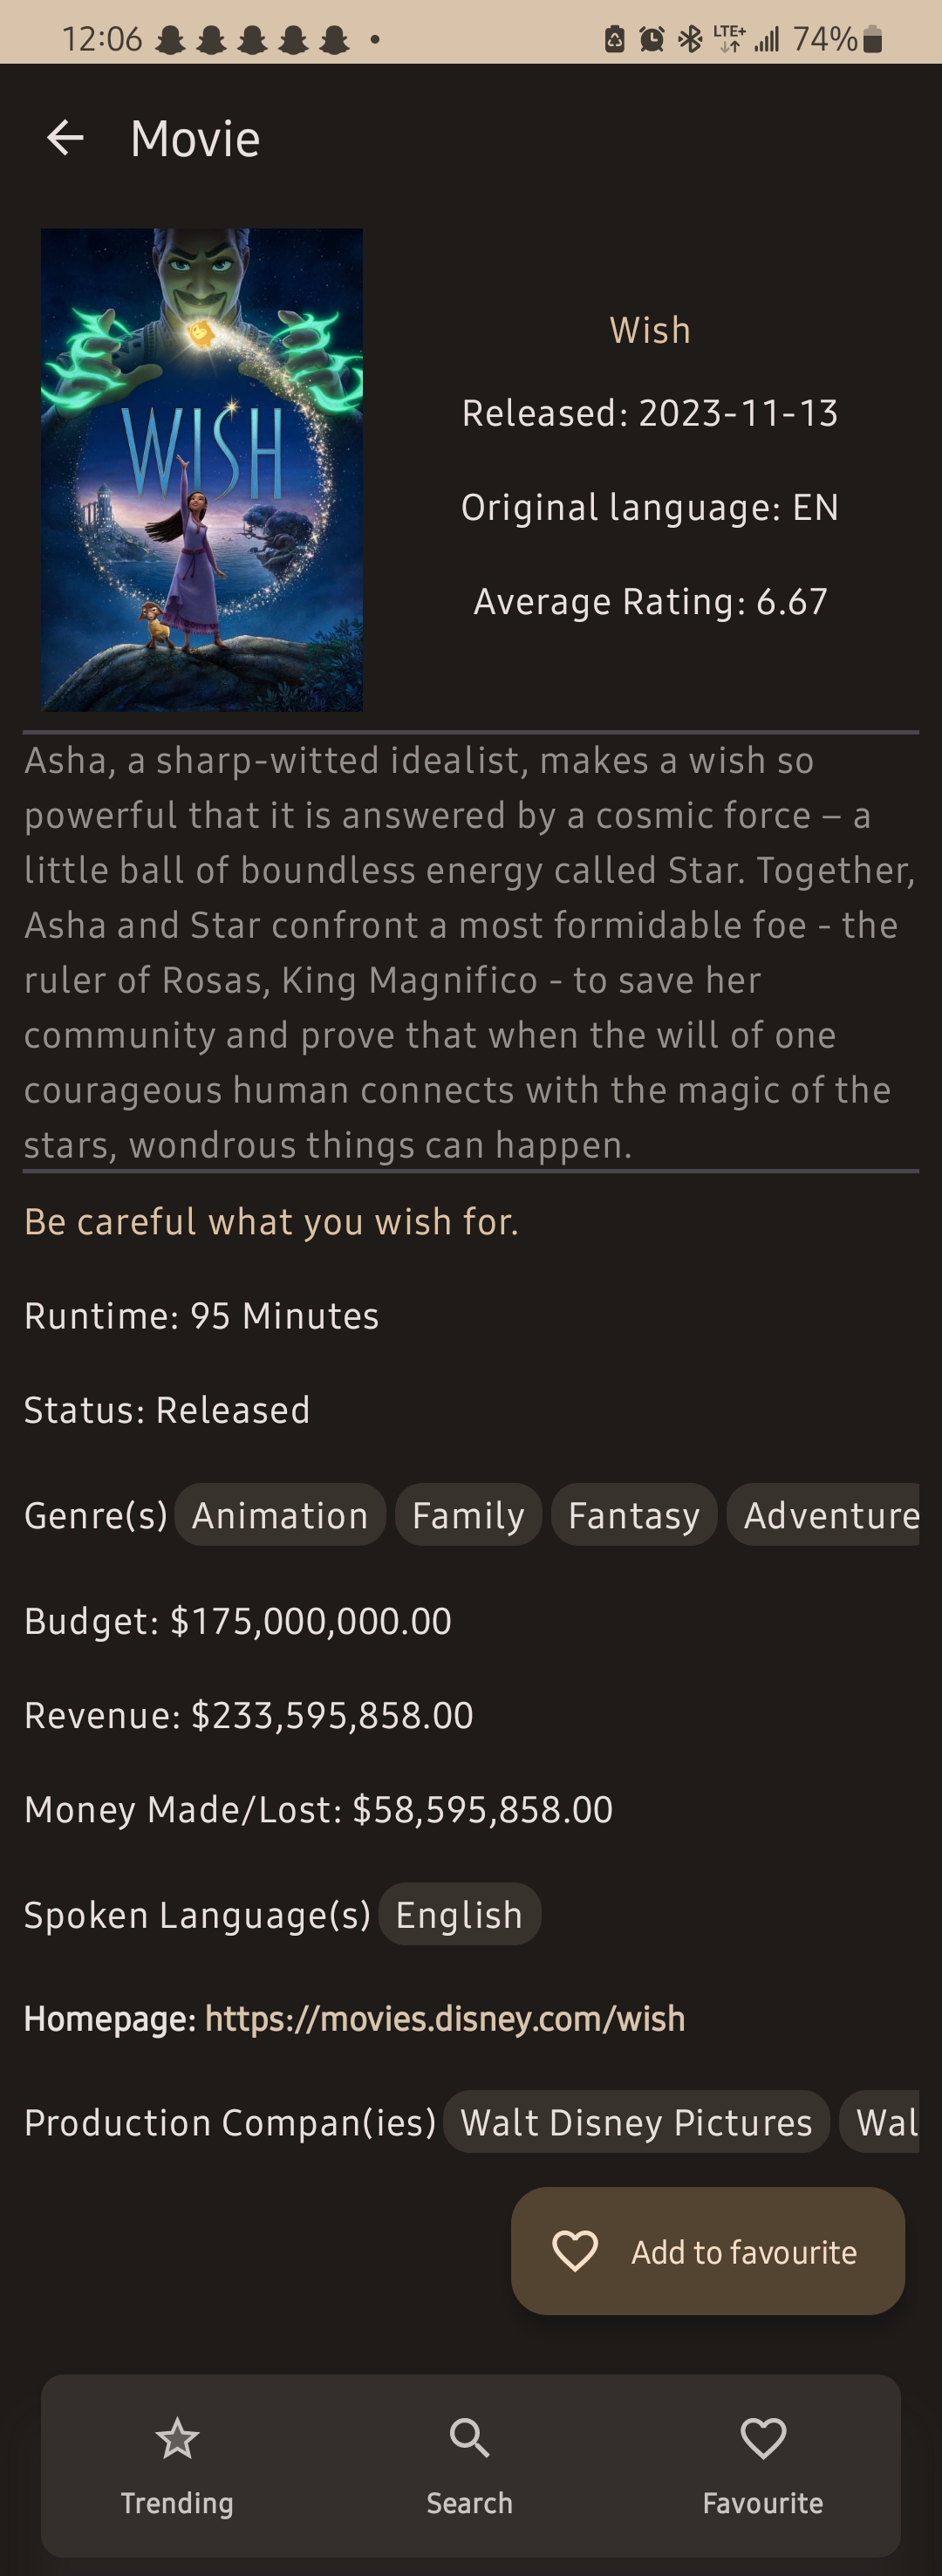 12:06
LTE+
74%
Movie
WISH
Wish
Released: 2023-11-13
Original language: EN
Average Rating: 6.67
Asha, a sharp-witted idealist, makes a wish so
powerful that it is answered by a cosmic force – a
little ball of boundless energy called Star. Together,
Asha and Star confront a most formidable foe - the
ruler of Rosas, King Magnifico - to save her
community and prove that when the will of one
courageous human connects with the magic of the
stars, wondrous things can happen.
Be careful what you wish for.
Runtime: 95 Minutes
Status: Released
Genre(s) Animation Family Fantasy Adventure
Budget: $175,000,000.00
Revenue: $233,595,858.00
Money Made/Lost: $58,595,858.00
Spoken Language(s) English
Homepage: https://movies.disney.com/wish
Production Compan(ies) Walt Disney Pictures Wal
Add to favourite
Trending Search Favourite